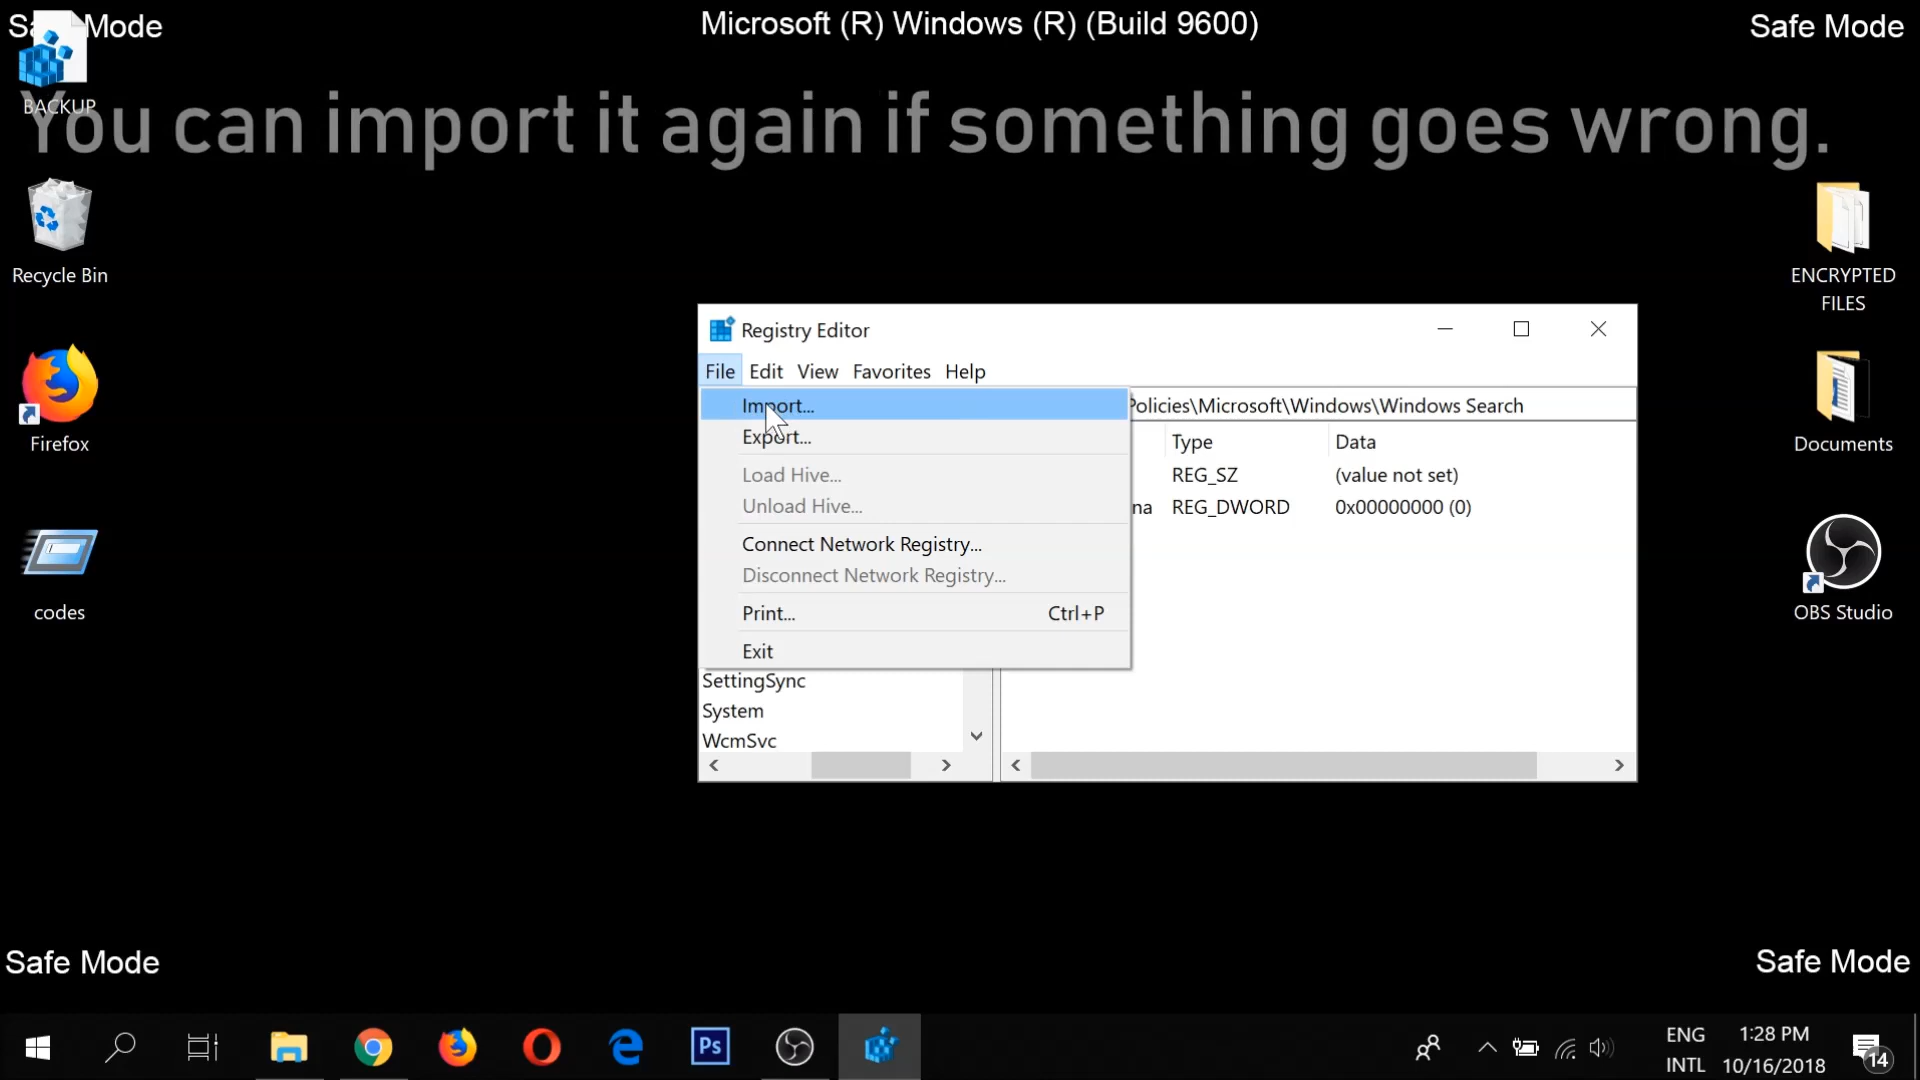 Safe Mode
Microsoft (R) Windows (R) (Build 9600)
Safe Mode
BACKUP
You can import it again if something goes wrong.
Recycle Bin
Firefox
codes
ENCRYPTED
FILES
Documents
OBS Studio
Registry Editor
File Edit View Favorites Help
Policies\Microsoft\Windows\Windows Search
Import...
Export...
Load Hive...
Unload Hive...
Connect Network Registry...
Disconnect Network Registry...
Print... Ctrl+P
Exit
Type Data
REG_SZ (value not set)
na REG_DWORD 0x00000000 (0)
SettingSync
System
WcmSvc
Safe Mode
Safe Mode
Ps
ENG
INTL
1:28 PM
10/16/2018
14